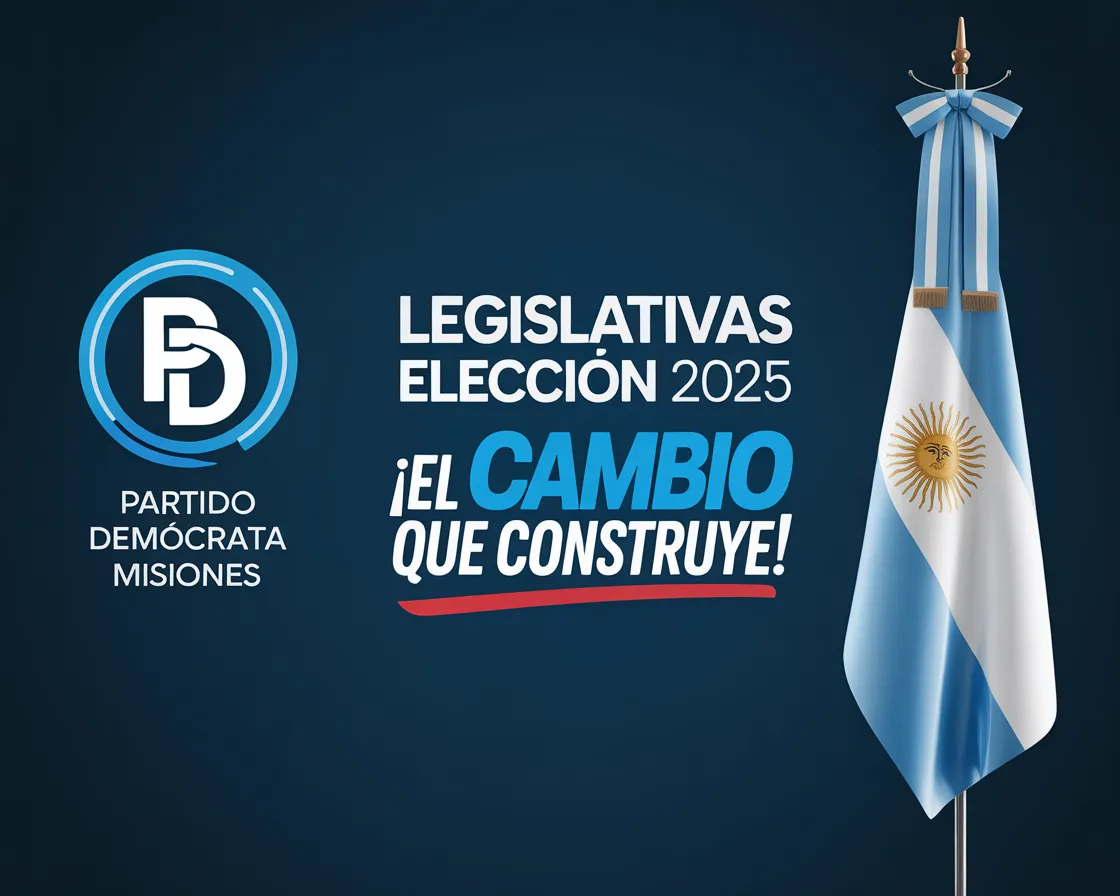 PD
PARTIDO
DEMÓCRATA
MISIONES
LEGISLATIVAS
ELECCIÓN 2025
¡EL CAMBIO
QUE CONSTRUYE!